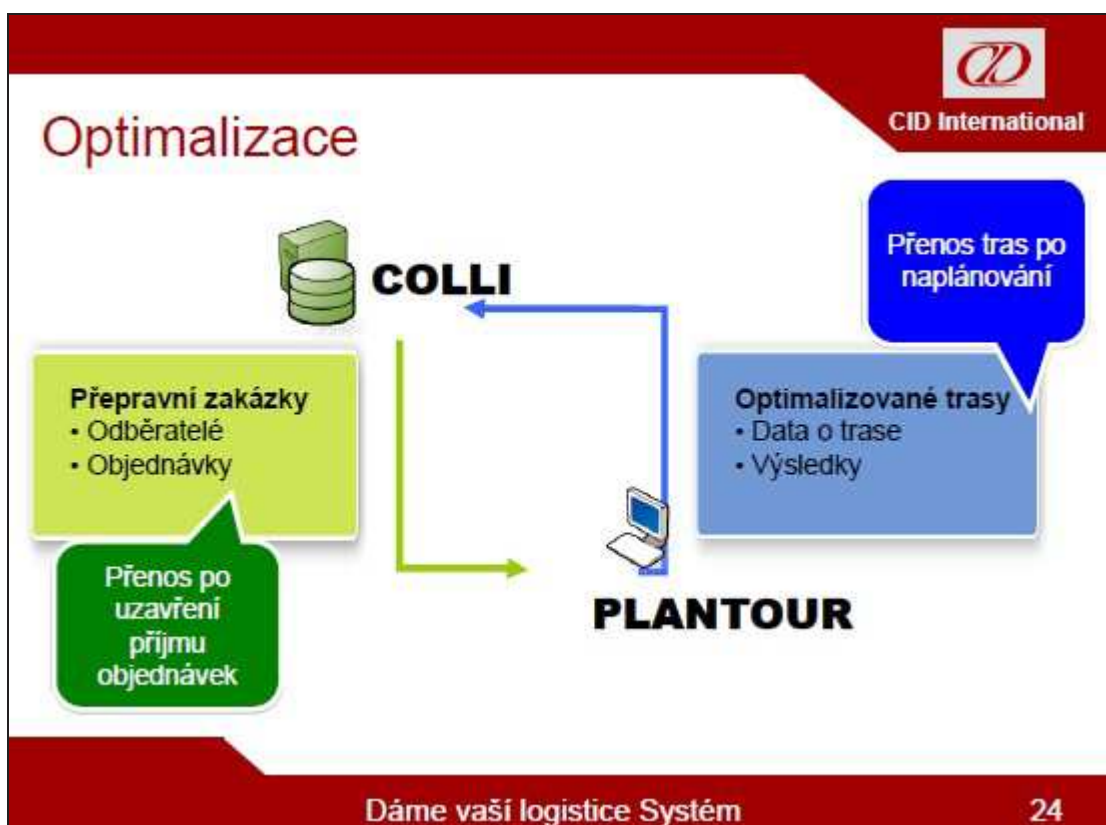 CID International
Optimalizace
COLLI
Přenos tras po
naplánování
Přepravní zakázky
• Odběratelé
• Objednávky
Optimalizované trasy
• Data o trase
• Výsledky
Přenos po
uzavření
příjmu
objednávek
PLANTOUR
Dáme vaší logistice Systém
24